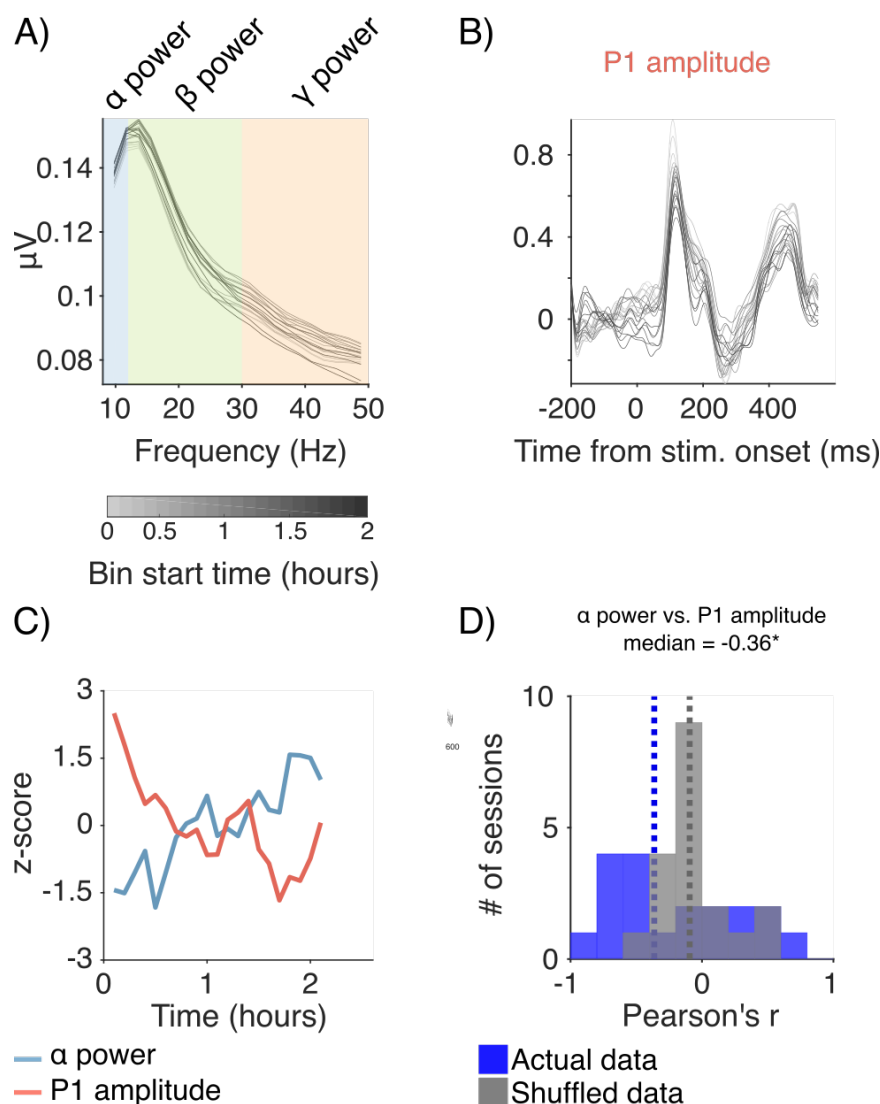 A)
α power
β power
γ power
μV
0.14
0.12
0.1
0.08
10 20 30 40 50
Frequency (Hz)
0 0.5 1 1.5 2
Bin start time (hours)
B)
P1 amplitude
0.8
0.4
0
-200 0 200 400
Time from stim. onset (ms)
C)
z-score
3
1.5
0
-1.5
-3
0 1 2
Time (hours)
α power
P1 amplitude
600
D)
α power vs. P1 amplitude
median = -0.36*
# of sessions
10
5
0
-1 0 1
Pearson's r
Actual data
Shuffled data